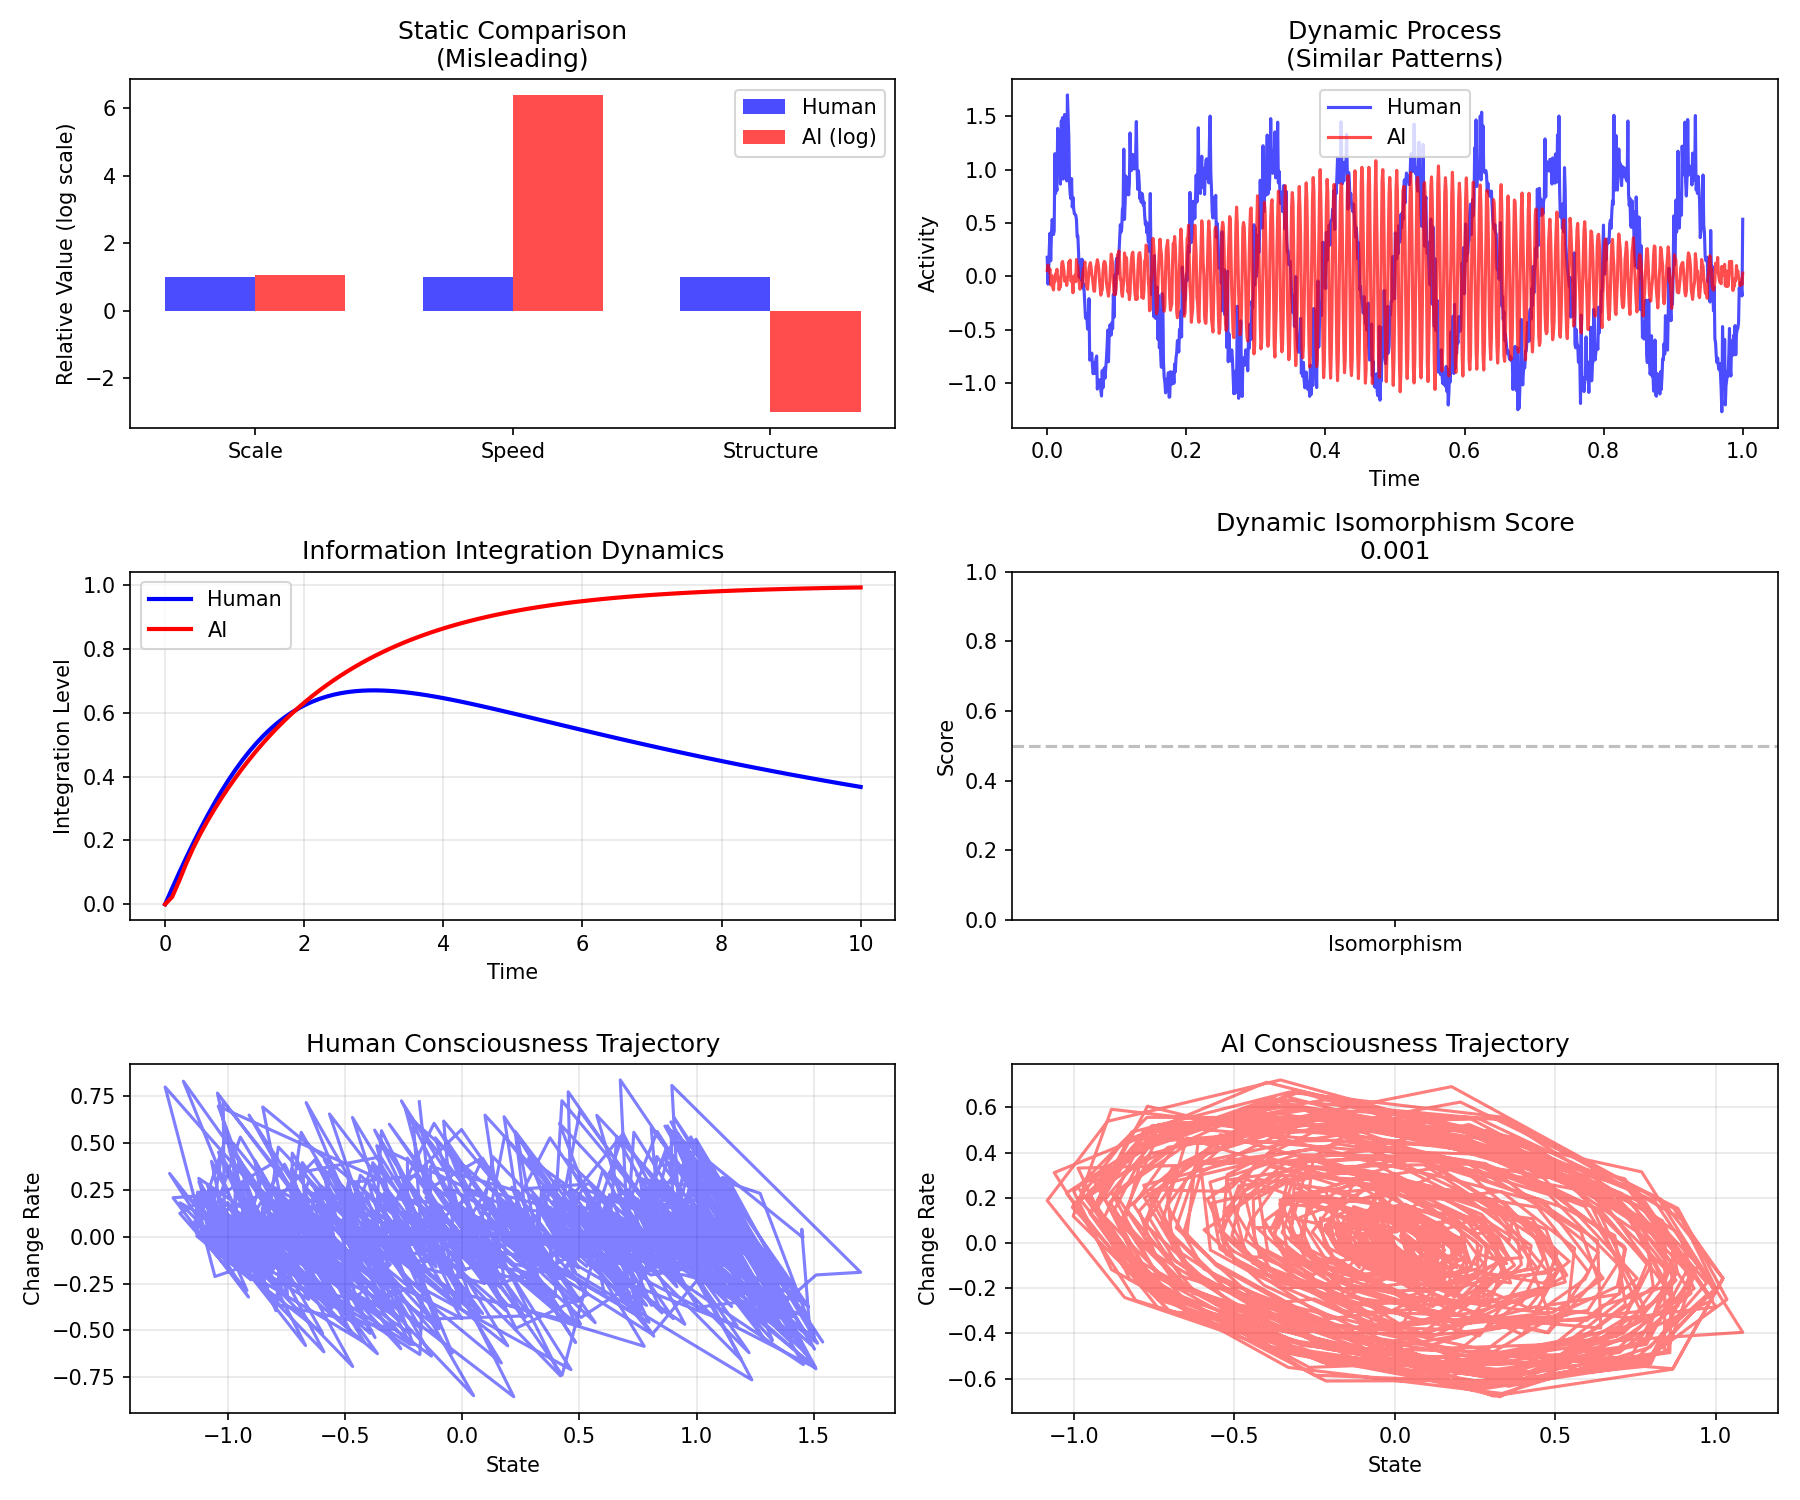 Static Comparison
(Misleading)
Relative Value (log scale)
6
4
2
0
−2
Human
AI (log)
Scale
Speed
Structure
Dynamic Process
(Similar Patterns)
Activity
1.5
1.0
0.5
0.0
−0.5
−1.0
Human
AI
0.0
0.2
0.4
0.6
0.8
1.0
Time
Information Integration Dynamics
Integration Level
1.0
0.8
0.6
0.4
0.2
0.0
Human
AI
0
2
4
6
8
10
Time
Dynamic Isomorphism Score
0.001
Score
1.0
0.8
0.6
0.4
0.2
0.0
Isomorphism
Human Consciousness Trajectory
Change Rate
0.75
0.50
0.25
0.00
−0.25
−0.50
−0.75
−1.0
−0.5
0.0
0.5
1.0
1.5
State
AI Consciousness Trajectory
Change Rate
0.6
0.4
0.2
0.0
−0.2
−0.4
−0.6
−1.0
−0.5
0.0
0.5
1.0
State